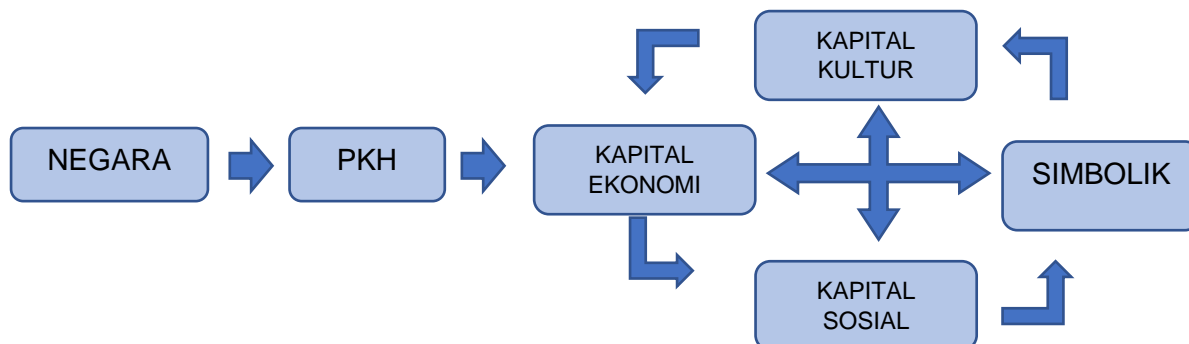 NEGARA
PKH
KAPITAL
EKONOMI
KAPITAL
KULTUR
KAPITAL
SOSIAL
SIMBOLIK